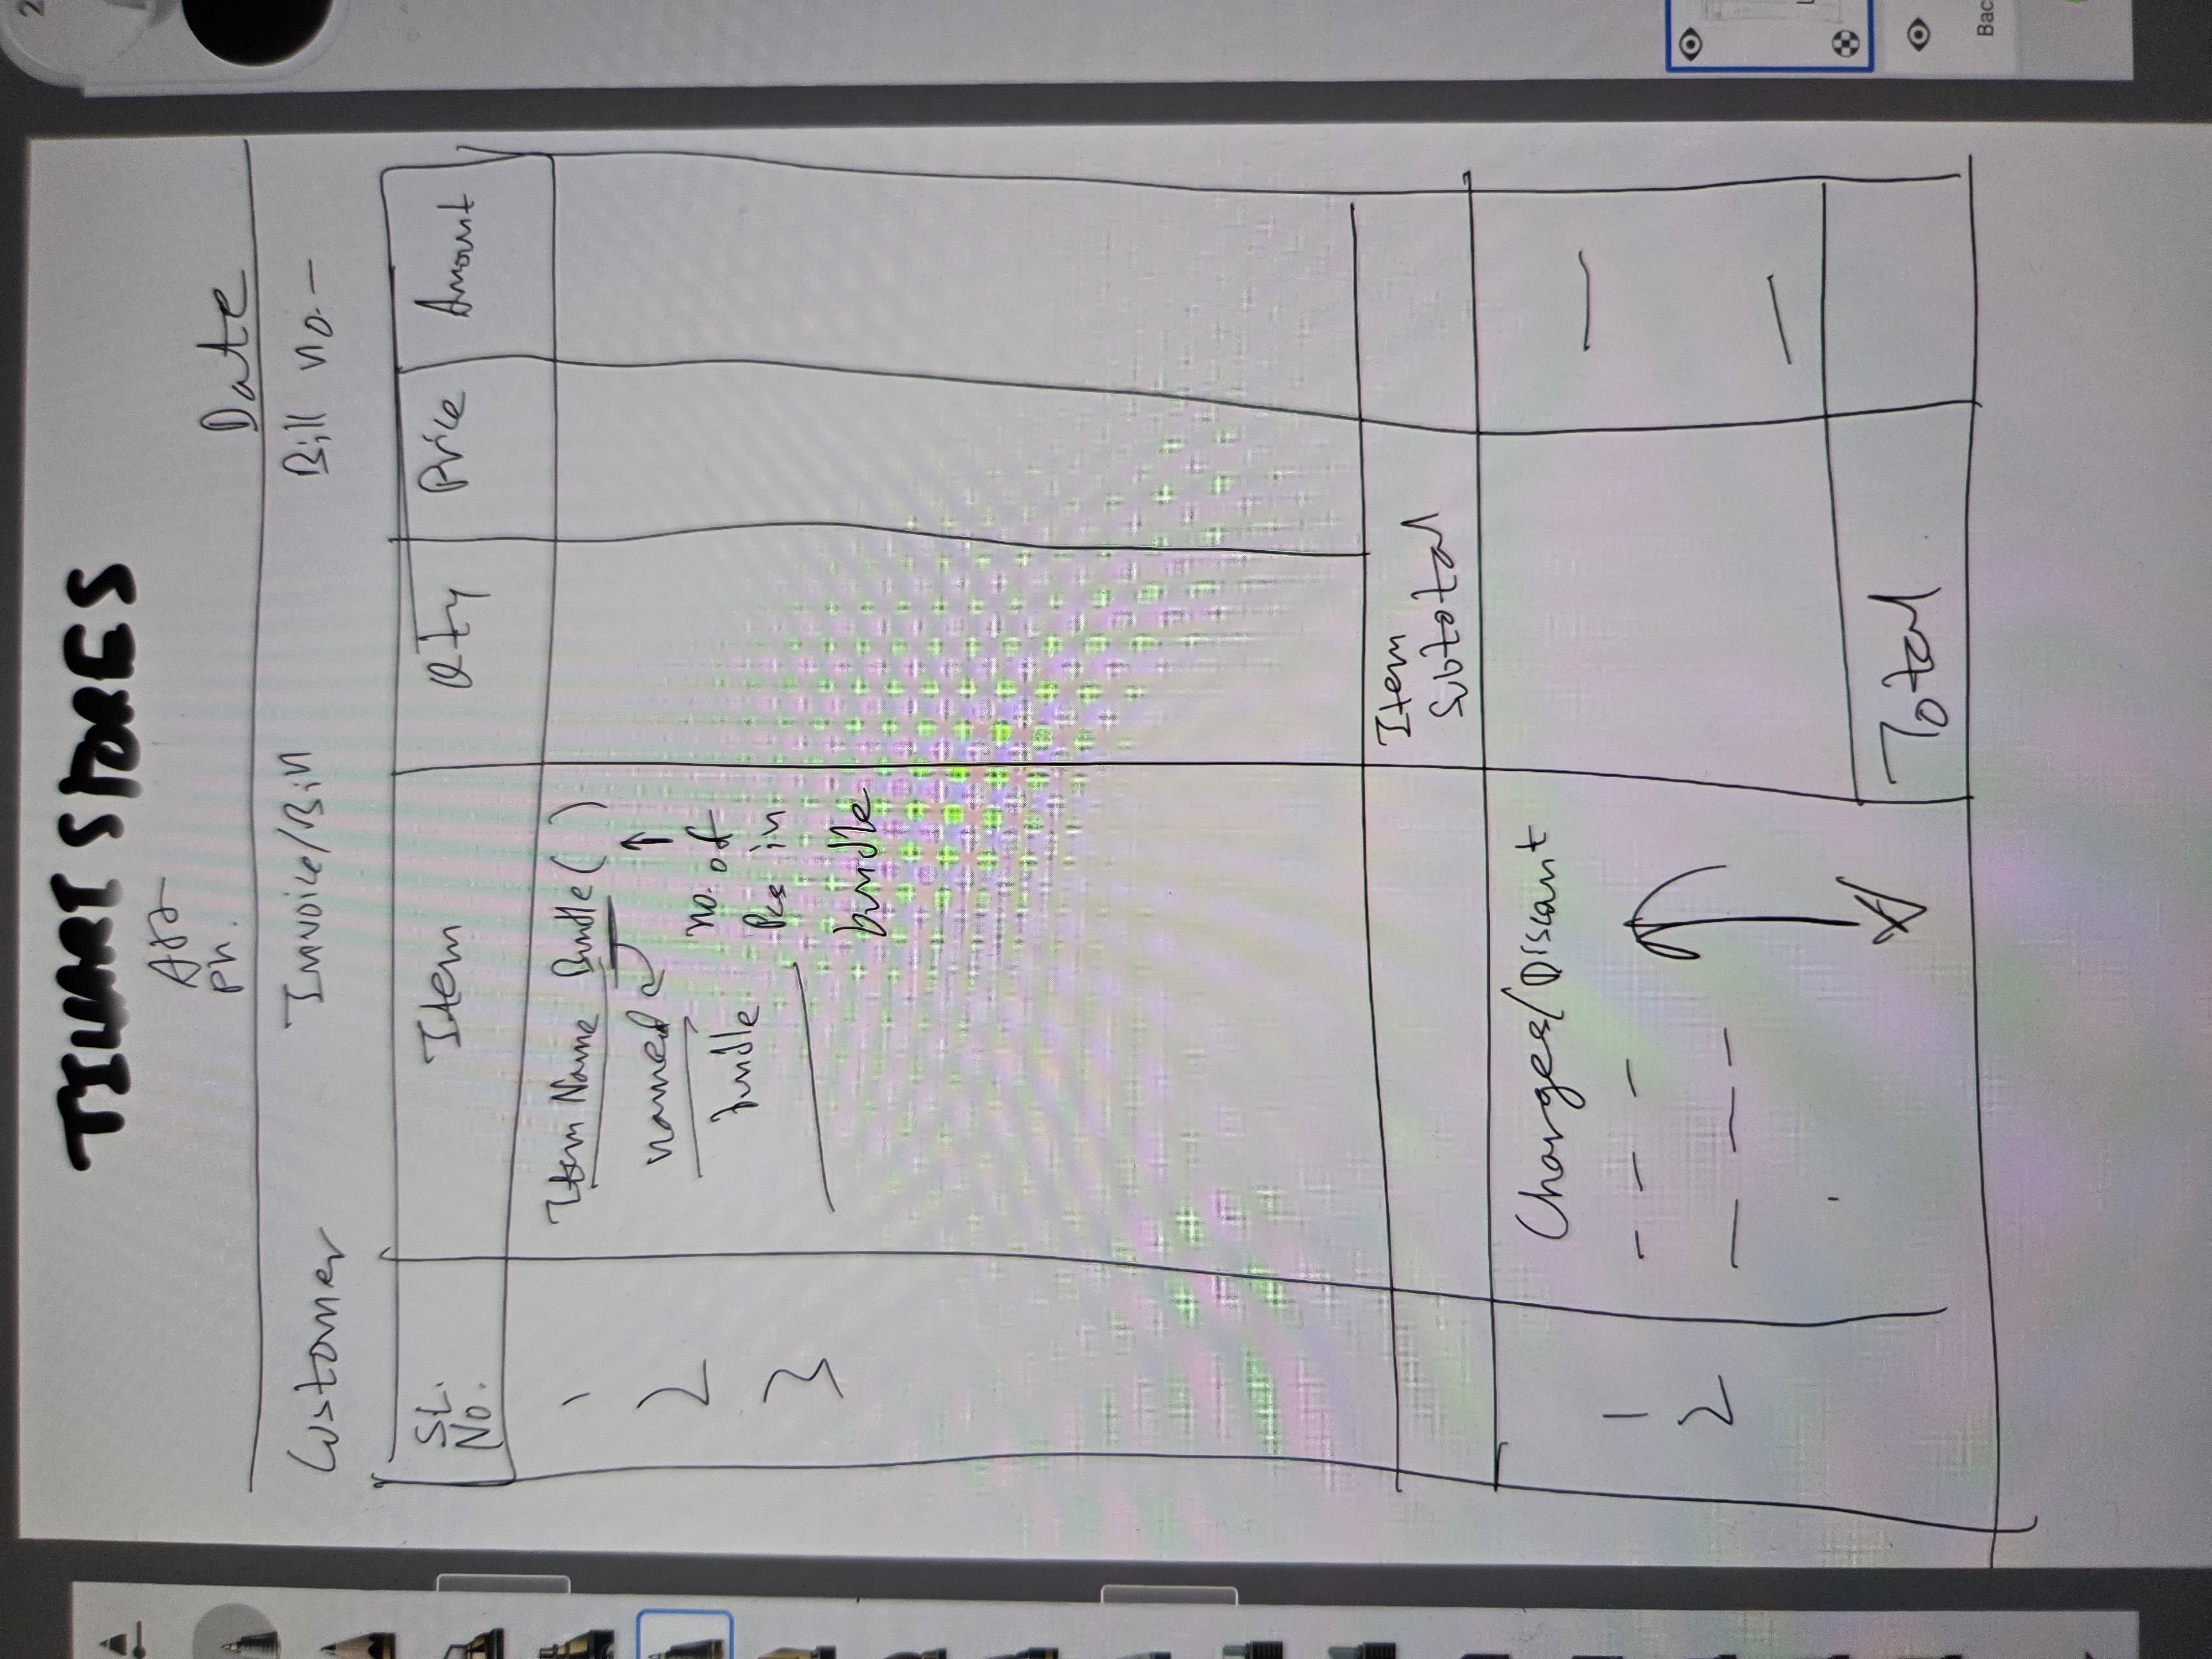 TIWARI STORES
Add
Ph.
Date
Customer
Invoice/Bill
Bill no. -
SL. No.
Item
QTy
Price
Amount
1
Item Name Bundle ( )
2
named bundle
no. of Pcs in bundle
3
Item Subtotal
Charges/Discount
1
2
Total
Bac